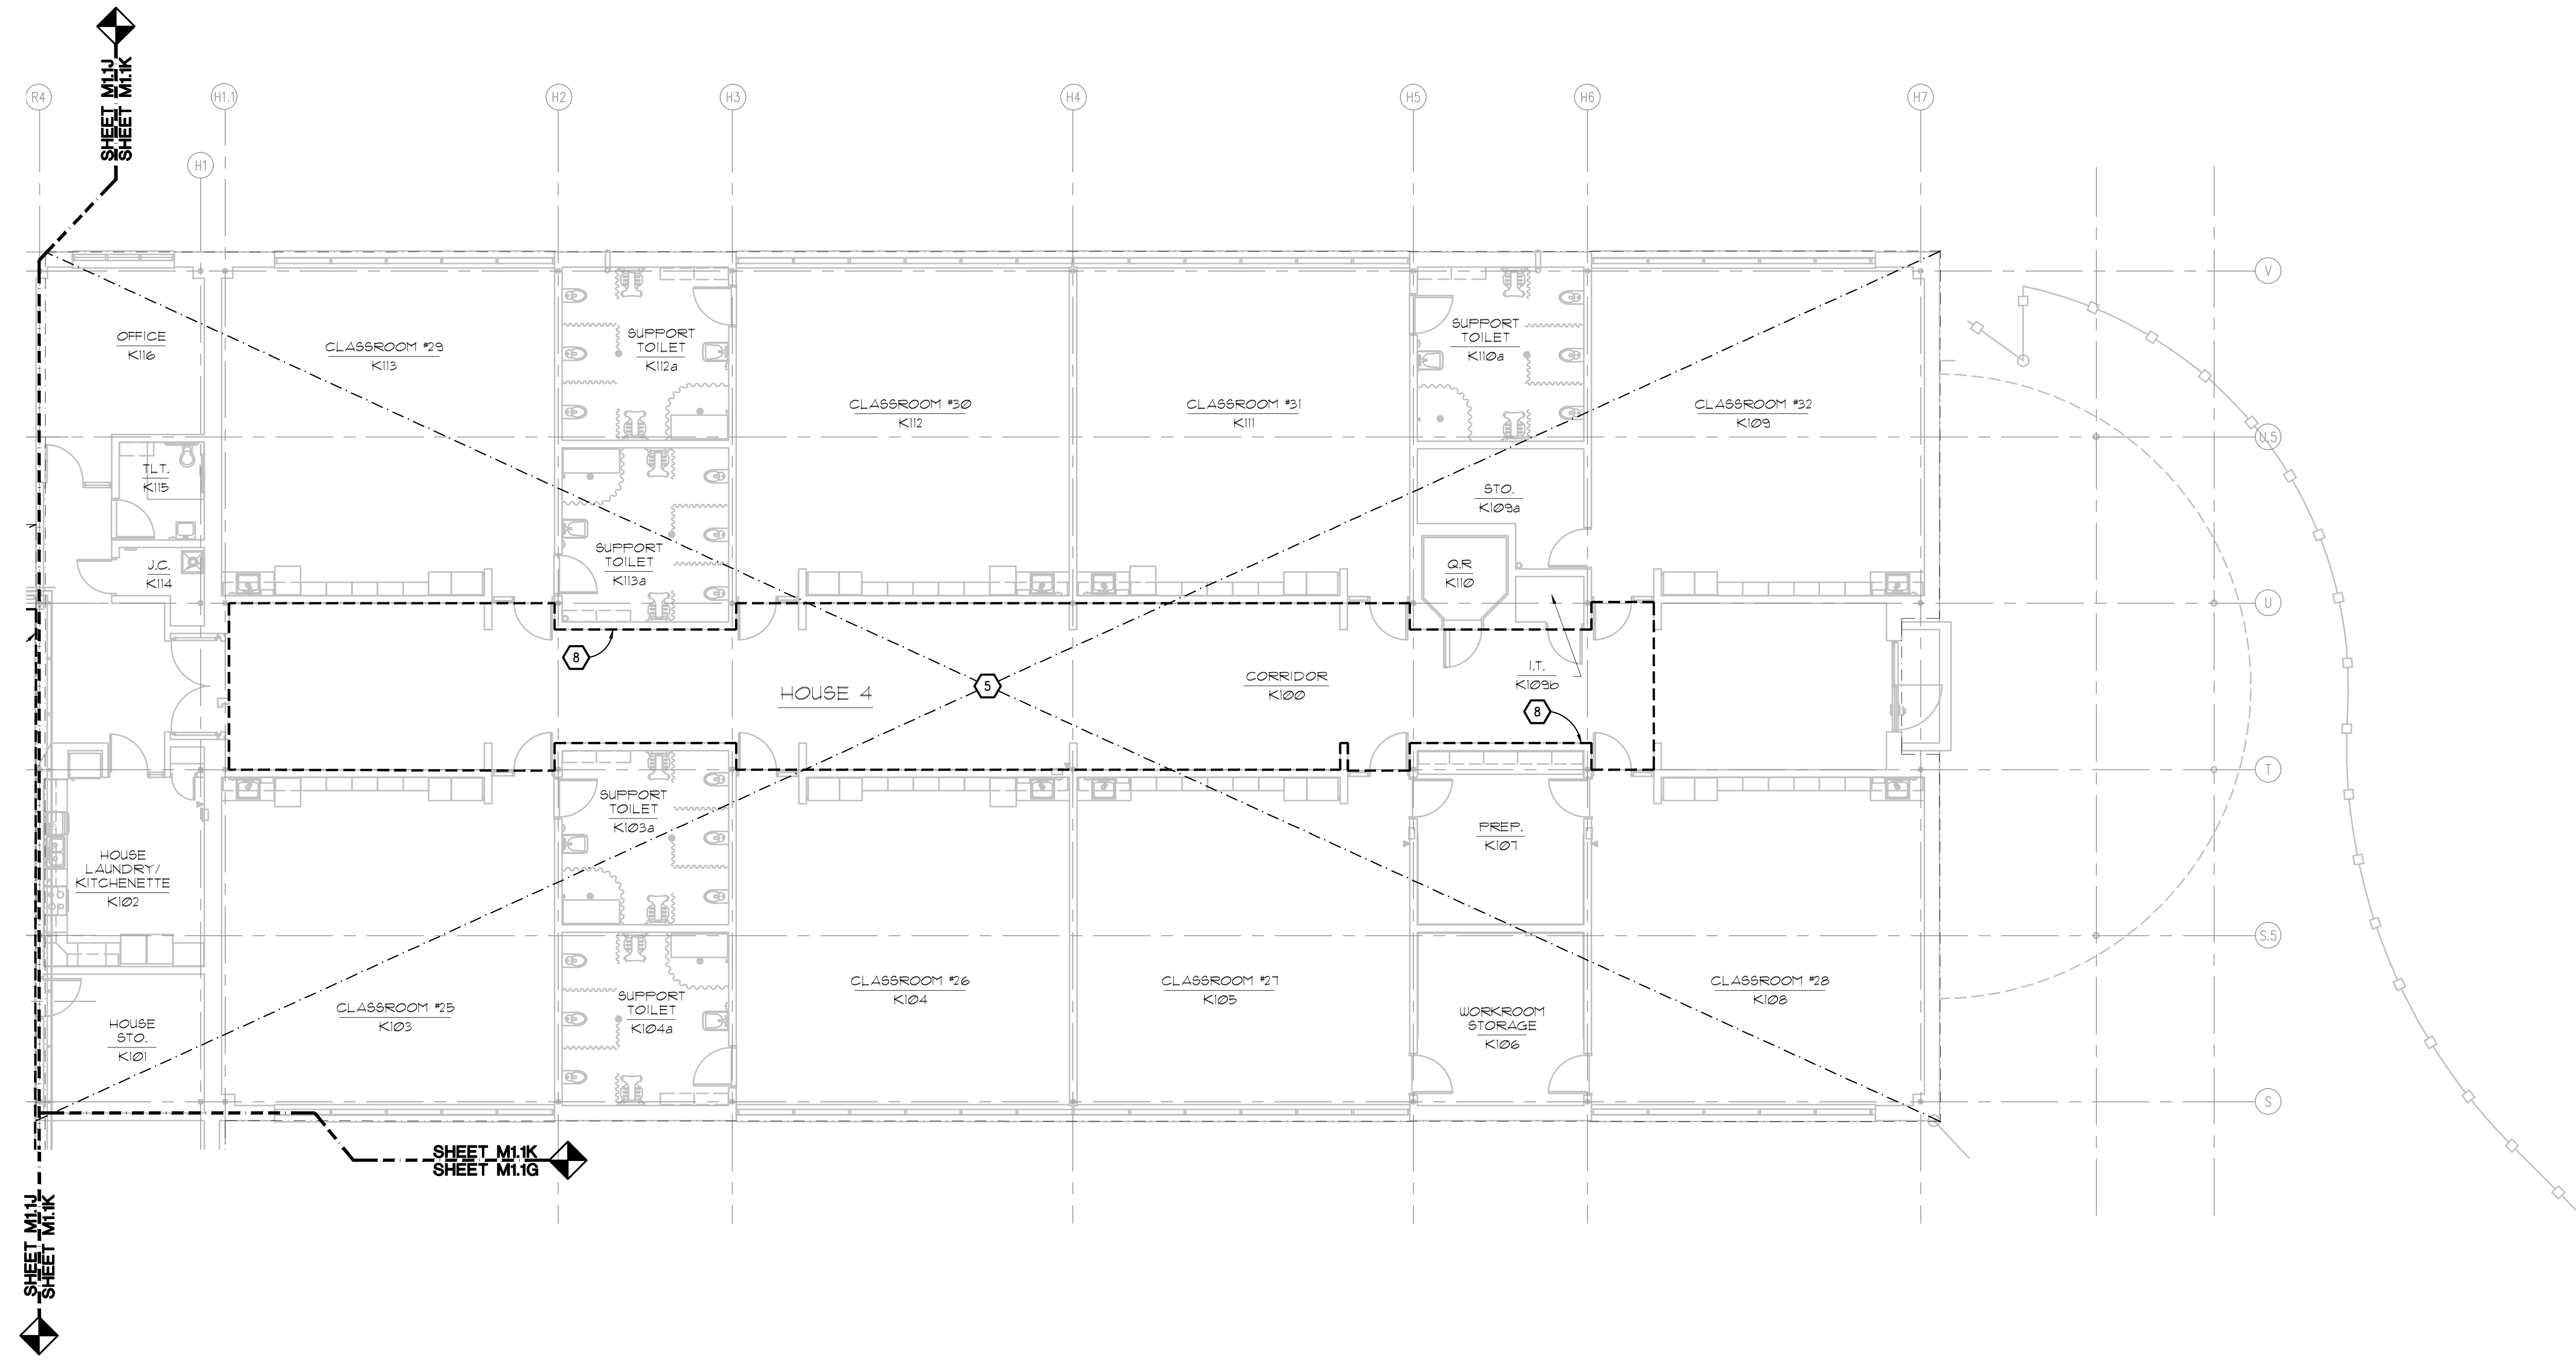 SHEET M1.1J
SHEET M1.1K
R4
H1.1
H2
H3
H4
H5
H6
H7
H1
V
OFFICE
K116
CLASSROOM #29
K113
SUPPORT
TOILET
K112a
SUPPORT
TOILET
K110a
CLASSROOM #30
K112
CLASSROOM #31
K111
CLASSROOM #32
K109
U.5
TLT.
K115
STO.
K109a
J.C.
K114
SUPPORT
TOILET
K113a
Q.R
K110
U
8
5
HOUSE 4
CORRIDOR
K100
I.T.
K109b
8
T
SUPPORT
TOILET
K103a
PREP.
K107
HOUSE
LAUNDRY/
KITCHENETTE
K102
S.5
CLASSROOM #25
K103
SUPPORT
TOILET
K104a
CLASSROOM #26
K104
CLASSROOM #27
K105
WORKROOM
STORAGE
K106
CLASSROOM #28
K108
HOUSE
STO.
K101
S
SHEET M1.1K
SHEET M1.1G
SHEET M1.1J
SHEET M1.1K